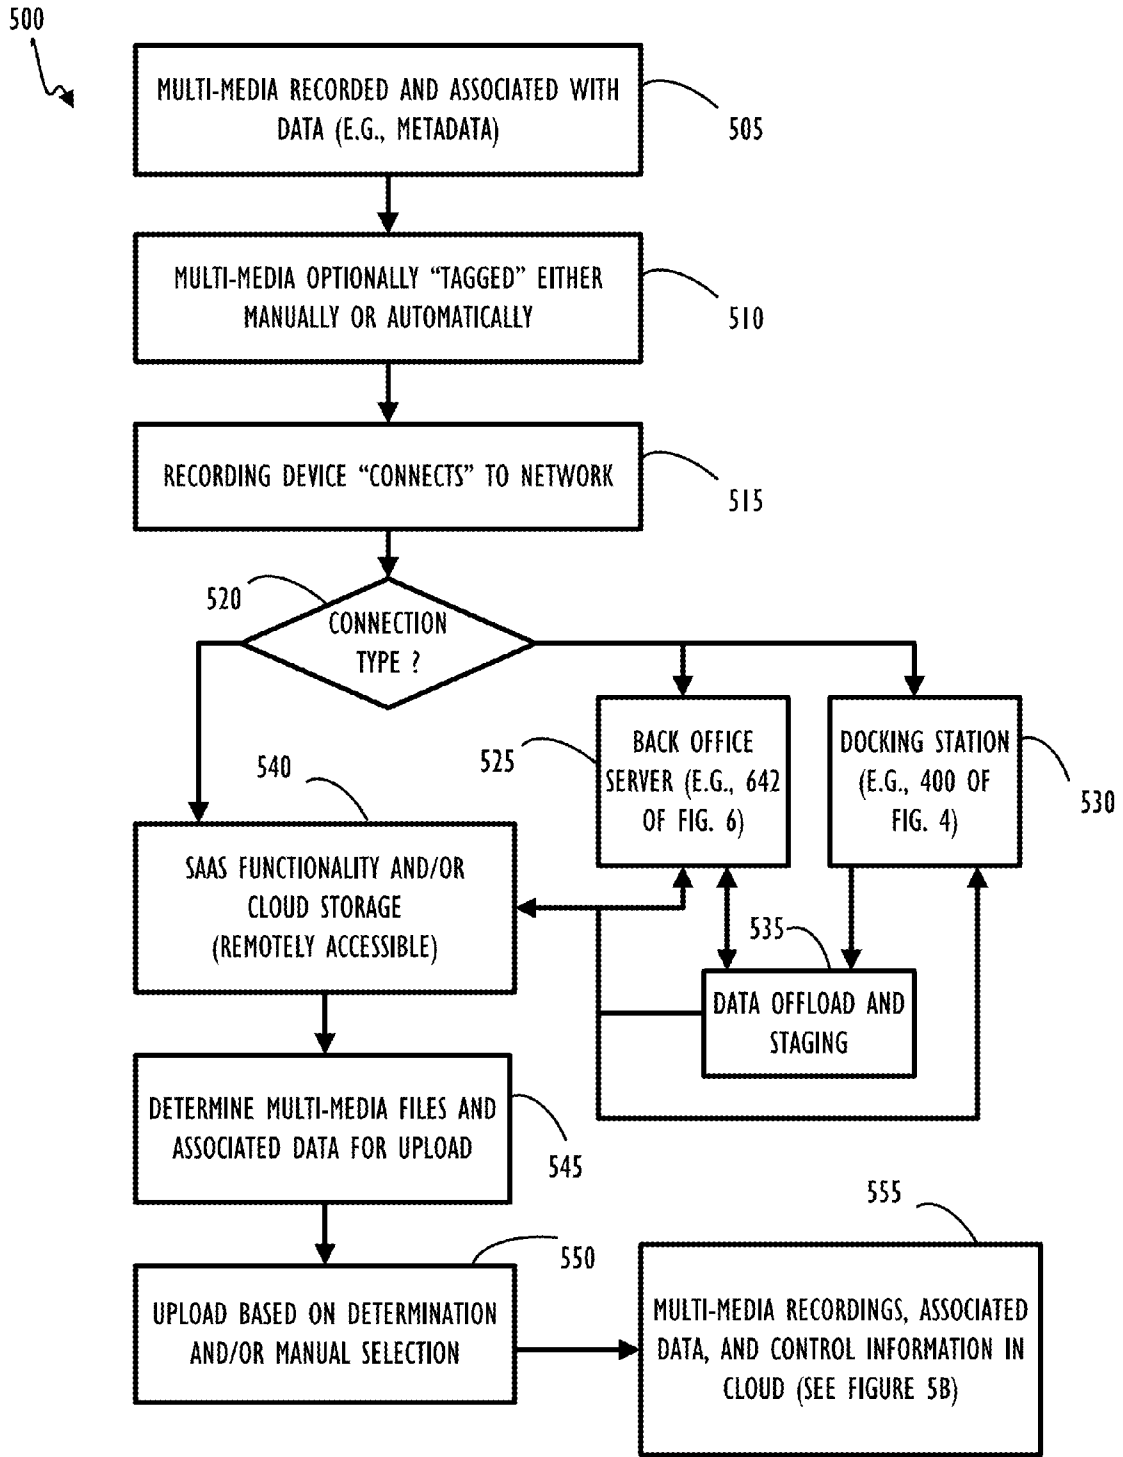 500
MULTI-MEDIA RECORDED AND ASSOCIATED WITH
DATA (E.G., METADATA)
505
MULTI-MEDIA OPTIONALLY “TAGGED” EITHER
MANUALLY OR AUTOMATICALLY
510
RECORDING DEVICE “CONNECTS” TO NETWORK
515
520
CONNECTION
TYPE ?
525
BACK OFFICE
SERVER (E.G., 642
OF FIG. 6)
DOCKING STATION
(E.G., 400 OF
FIG. 4)
530
540
SAAS FUNCTIONALITY AND/OR
CLOUD STORAGE
(REMOTELY ACCESSIBLE)
535
DATA OFFLOAD AND
STAGING
DETERMINE MULTI-MEDIA FILES AND
ASSOCIATED DATA FOR UPLOAD
545
550
UPLOAD BASED ON DETERMINATION
AND/OR MANUAL SELECTION
555
MULTI-MEDIA RECORDINGS, ASSOCIATED
DATA, AND CONTROL INFORMATION IN
CLOUD (SEE FIGURE 5B)